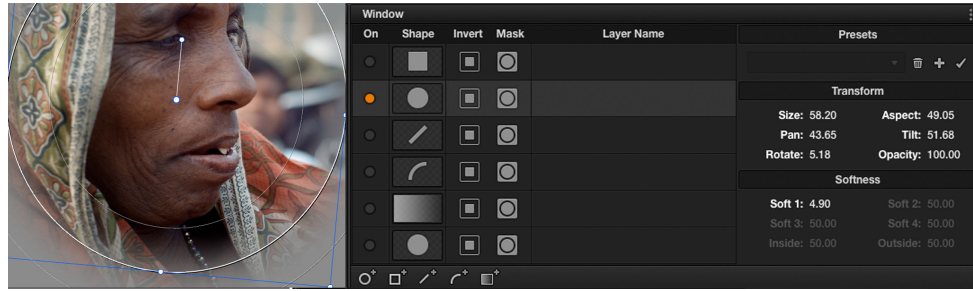 Window
On Shape Invert Mask Layer Name Presets
Transform
Size: 58.20 Aspect: 49.05
Pan: 43.65 Tilt: 51.68
Rotate: 5.18 Opacity: 100.00
Softness
Soft 1: 4.90 Soft 2: 50.00
Soft 3: 50.00 Soft 4: 50.00
Inside: 50.00 Outside: 50.00